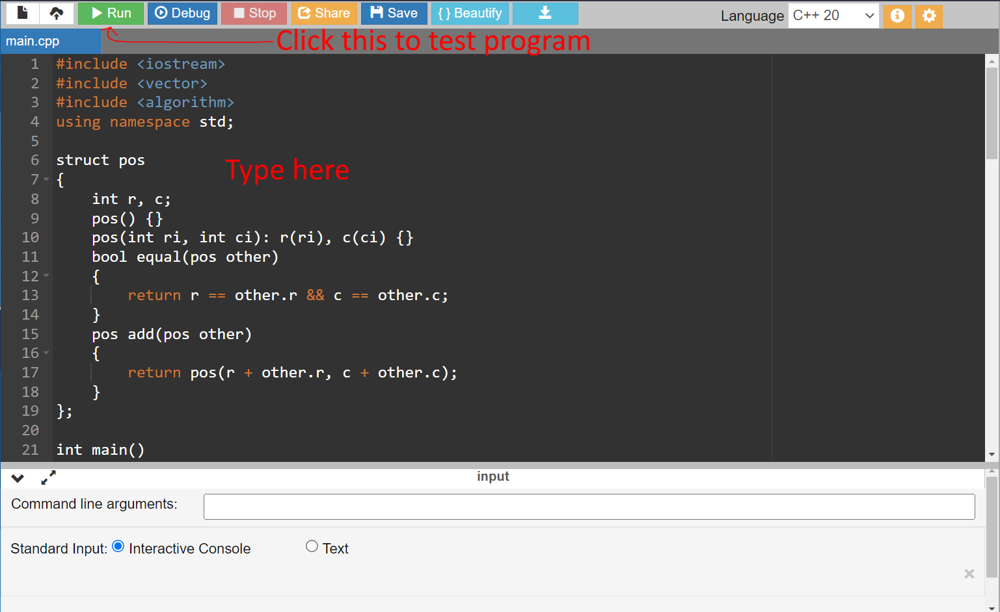 Run Debug Stop Share Save { } Beautify Language C++ 20
main.cpp Click this to test program
1 #include <iostream>
2 #include <vector>
3 #include <algorithm>
4 using namespace std;
5
6 struct pos
Type here
7 {
8 int r, c;
9 pos() {}
10 pos(int ri, int ci): r(ri), c(ci) {}
11 bool equal(pos other)
12 {
13 return r == other.r && c == other.c;
14 }
15 pos add(pos other)
16 {
17 return pos(r + other.r, c + other.c);
18 }
19 };
20
21 int main()
input
Command line arguments:
Standard Input: Interactive Console Text